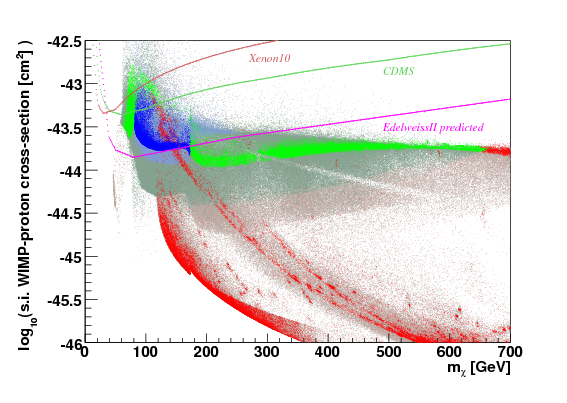 log10(s.i. WIMP-proton cross-section [cm2] )
-42.5
-43
-43.5
-44
-44.5
-45
-45.5
-46
Xenon10
CDMS
EdelweissII predicted
0 100 200 300 400 500 600 700
mχ [GeV]